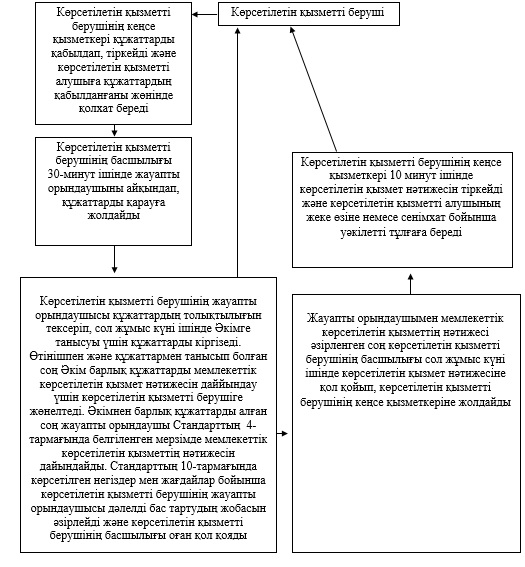 Көрсетілетін қызметті беруші
Көрсетілетін қызметті
берушінің кеңсе
қызметкері құжаттарды
қабылдап, тіркейді және
көрсетілетін қызметті
алушыға құжаттардың
қабылданғаны жөнінде
қолхат береді
Көрсетілетін қызметті
берушінің басшылығы
30-минут ішінде жауапты
орындаушыны айқындап,
құжаттарды қарауға
жолдайды
Көрсетілетін қызметті берушінің жауапты
орындаушысы құжаттардың толықтылығын
тексеріп, сол жұмыс күні ішінде Әкімге
танысуы үшін құжаттарды кіргізеді.
Өтінішпен және құжаттармен танысып болған
соң Әкім барлық құжаттарды мемлекеттік
көрсетілетін қызмет нәтижесін даййындау
үшін көрсетілетін қызметті берушіге
жөнелтеді. Әкімнен барлық құжаттарды алған
соң жауапты орындаушы Стандарттың 4-
тармағында белгіленген мерзімде мемлекеттік
көрсетілетін қызметтің нәтижесін
дайындайды. Стандарттың 10-тармағында
көрсетілген негіздер мен жағдайлар бойынша
көрсетілетін қызметті берушінің жауапты
орындаушысы дәлелді бас тартудың жобасын
әзірлейді және көрсетілетін қызметті
берушінің басшылығы оған қол қояды
Жауапты орындаушымен мемлекеттік
көрсетілетін қызметтің нәтижесі
әзірленген соң көрсетілетін қызметті
берушінің басшылығы сол жұмыс күні
ішінде көрсетілетін қызмет нәтижесіне
қол қойып, көрсетілетін қызметті
берушінің кеңсе қызметкеріне жолдайды
Көрсетілетін қызметті берушінің кеңсе
қызметкері 10 минут ішінде
көрсетілетін қызмет нәтижесін тіркейді
және көрсетілетін қызметті алушының
жеке өзіне немесе сенімхат бойынша
уәкілетті тұлғаға береді